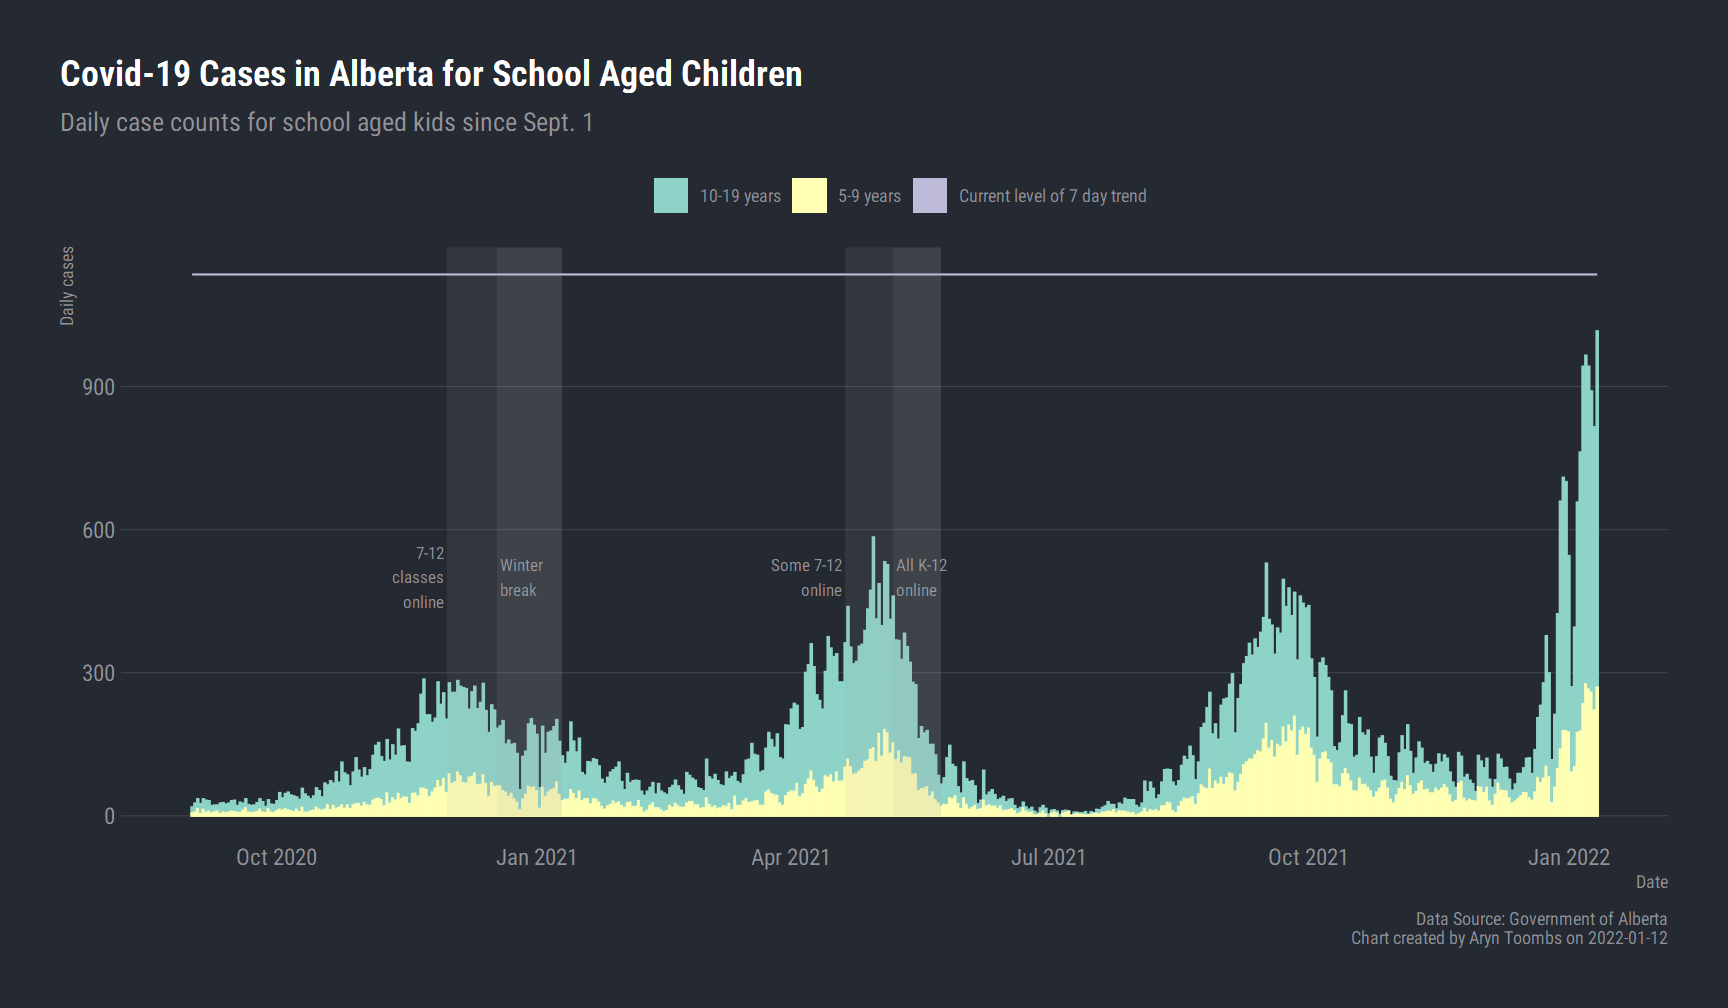 Covid-19 Cases in Alberta for School Aged Children
Daily case counts for school aged kids since Sept. 1
10-19 years
5-9 years
Current level of 7 day trend
Daily cases
900
600
300
0
7-12
classes
online
Winter
break
Some 7-12
online
All K-12
online
Oct 2020
Jan 2021
Apr 2021
Jul 2021
Oct 2021
Jan 2022
Date
Data Source: Government of Alberta
Chart created by Aryn Toombs on 2022-01-12